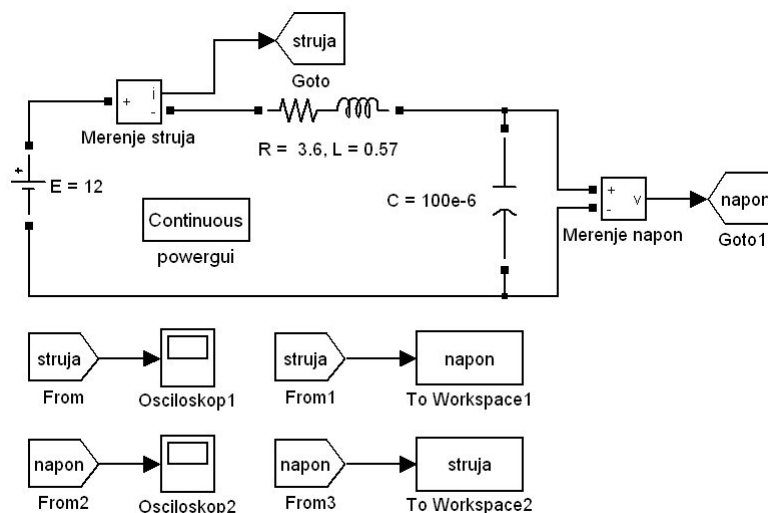 struja
Goto
+
i
-
Merenje struja
R = 3.6, L = 0.57
+
E = 12
Continuous
powergui
C = 100e-6
+
-
v
Merenje napon
napon
Goto1
struja
From
Osciloskop1
struja
From1
napon
To Workspace1
napon
From2
Osciloskop2
napon
From3
struja
To Workspace2